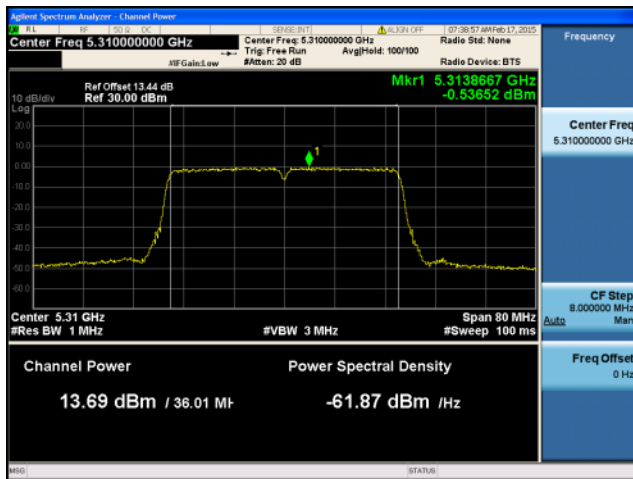 Agilent Spectrum Analyzer - Channel Power
RL RF 50 Ω DC SENSE:INT ALIGN OFF 07:38:57 AM Feb 17, 2015
Center Freq 5.310000000 GHz
Center Freq: 5.310000000 GHz
Radio Std: None
Trig: Free Run Avg|Hold: 100/100
#IFGain:Low #Atten: 20 dB Radio Device: BTS
Frequency
Mkr1 5.3138667 GHz
-0.53652 dBm
Ref Offset 13.44 dB
10 dB/div Ref 30.00 dBm
Log
20.0
10.0
0.00
-10.0
-20.0
-30.0
-40.0
-50.0
-60.0
1
Center 5.31 GHz Span 80 MHz
#Res BW 1 MHz #VBW 3 MHz #Sweep 100 ms
Channel Power Power Spectral Density
13.69 dBm / 36.01 MH -61.87 dBm /Hz
Center Freq
5.310000000 GHz
CF Step
8.000000 MHz
Auto Man
Freq Offset
0 Hz
MSG STATUS